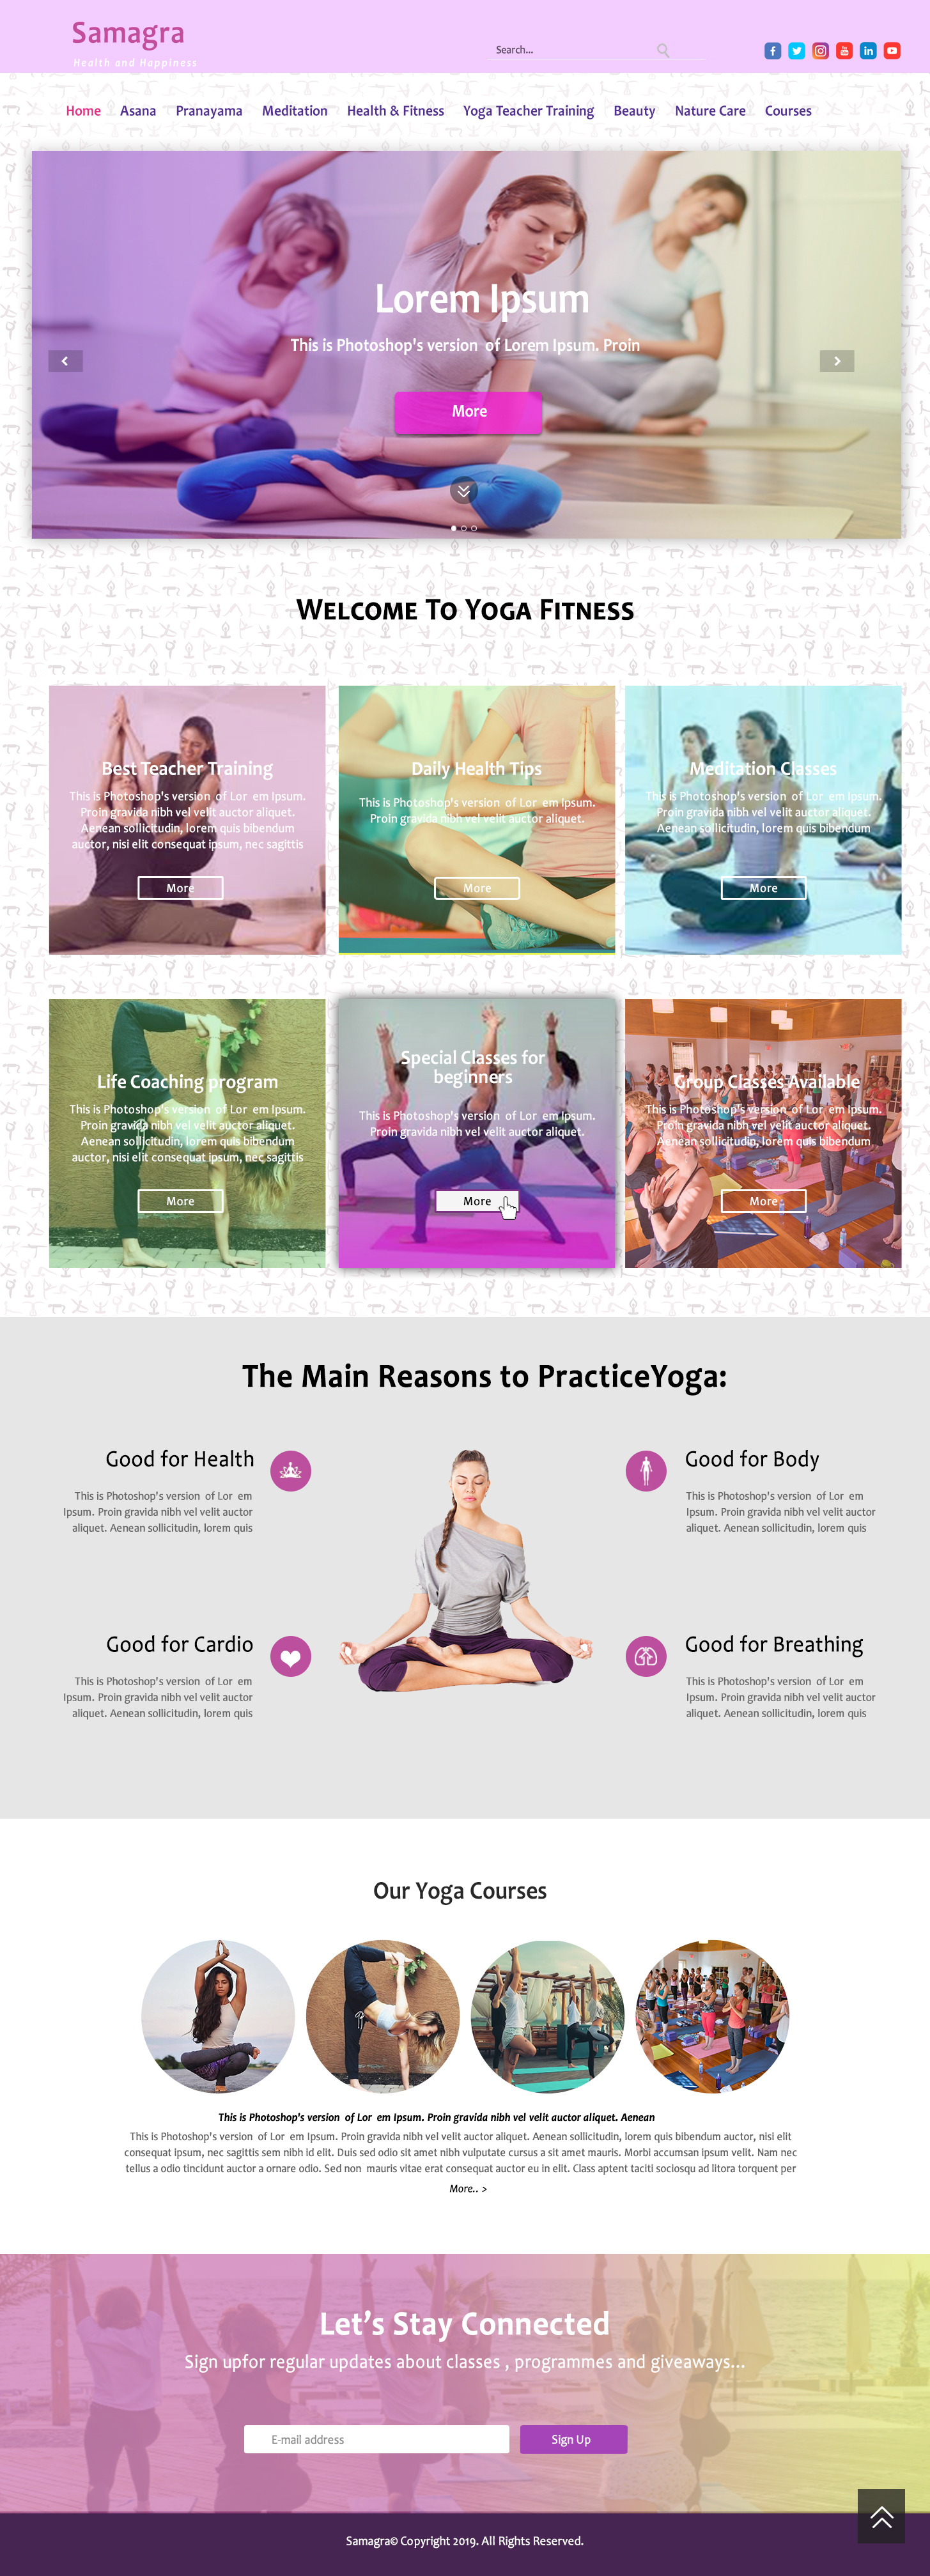 Samagra
Health and Happiness
Search...
Home Asana Pranayama Meditation Health & Fitness Yoga Teacher Training Beauty Nature Care Courses
Lorem Ipsum
This is Photoshop's version of Lorem Ipsum. Proin
More
Welcome To Yoga Fitness
Best Teacher Training
This is Photoshop's version of Lor em Ipsum.
Proin gravida nibh vel velit auctor aliquet.
Aenean sollicitudin, lorem quis bibendum
auctor, nisi elit consequat ipsum, nec sagittis
More
Daily Health Tips
This is Photoshop's version of Lor em Ipsum.
Proin gravida nibh vel velit auctor aliquet.
More
Meditation Classes
This is Photoshop's version of Lor em Ipsum.
Proin gravida nibh vel velit auctor aliquet.
Aenean sollicitudin, lorem quis bibendum
More
Life Coaching program
This is Photoshop's version of Lor em Ipsum.
Proin gravida nibh vel velit auctor aliquet.
Aenean sollicitudin, lorem quis bibendum
auctor, nisi elit consequat ipsum, nec sagittis
More
Special Classes for
beginners
This is Photoshop's version of Lor em Ipsum.
Proin gravida nibh vel velit auctor aliquet.
More
Group Classes Available
This is Photoshop's version of Lor em Ipsum.
Proin gravida nibh vel velit auctor aliquet.
Aenean sollicitudin, lorem quis bibendum
More
The Main Reasons to PracticeYoga:
Good for Health
This is Photoshop's version of Lor em
Ipsum. Proin gravida nibh vel velit auctor
aliquet. Aenean sollicitudin, lorem quis
Good for Body
This is Photoshop's version of Lor em
Ipsum. Proin gravida nibh vel velit auctor
aliquet. Aenean sollicitudin, lorem quis
Good for Cardio
This is Photoshop's version of Lor em
Ipsum. Proin gravida nibh vel velit auctor
aliquet. Aenean sollicitudin, lorem quis
Good for Breathing
This is Photoshop's version of Lor em
Ipsum. Proin gravida nibh vel velit auctor
aliquet. Aenean sollicitudin, lorem quis
Our Yoga Courses
This is Photoshop's version of Lor em Ipsum. Proin gravida nibh vel velit auctor aliquet. Aenean
This is Photoshop's version of Lor em Ipsum. Proin gravida nibh vel velit auctor aliquet. Aenean sollicitudin, lorem quis bibendum auctor, nisi elit
consequat ipsum, nec sagittis sem nibh id elit. Duis sed odio sit amet nibh vulputate cursus a sit amet mauris. Morbi accumsan ipsum velit. Nam nec
tellus a odio tincidunt auctor a ornare odio. Sed non mauris vitae erat consequat auctor eu in elit. Class aptent taciti sociosqu ad litora torquent per
More.. >
Let's Stay Connected
Sign upfor regular updates about classes , programmes and giveaways...
E-mail address
Sign Up
Samagra© Copyright 2019. All Rights Reserved.